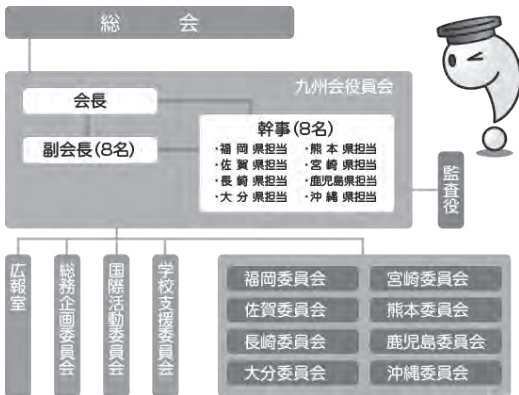 総　会
九州会役員会
会長
副会長(8名)
幹事(8名)
・福岡県担当 ・熊本県担当
・佐賀県担当 ・宮崎県担当
・長崎県担当 ・鹿児島県担当
・大分県担当 ・沖縄県担当
監査役
広報室
総務企画委員会
国際活動委員会
学校支援委員会
福岡委員会 宮崎委員会
佐賀委員会 熊本委員会
長崎委員会 鹿児島委員会
大分委員会 沖縄委員会